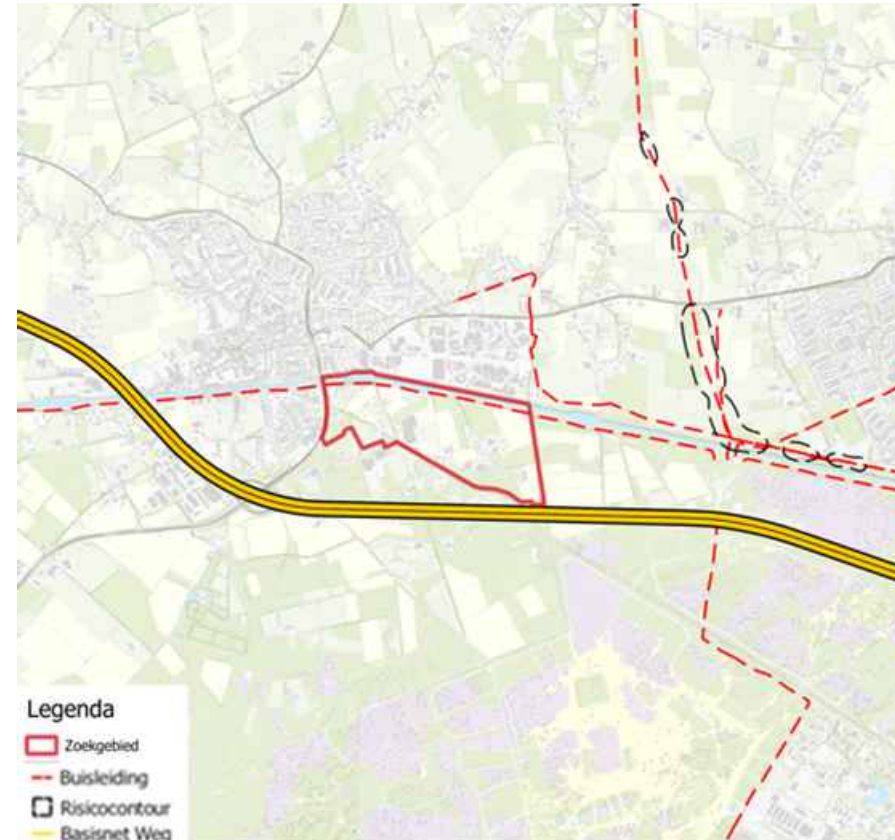 Legenda
Zoekgebied
Buisleiding
Risicocontour
Basisnet Weg